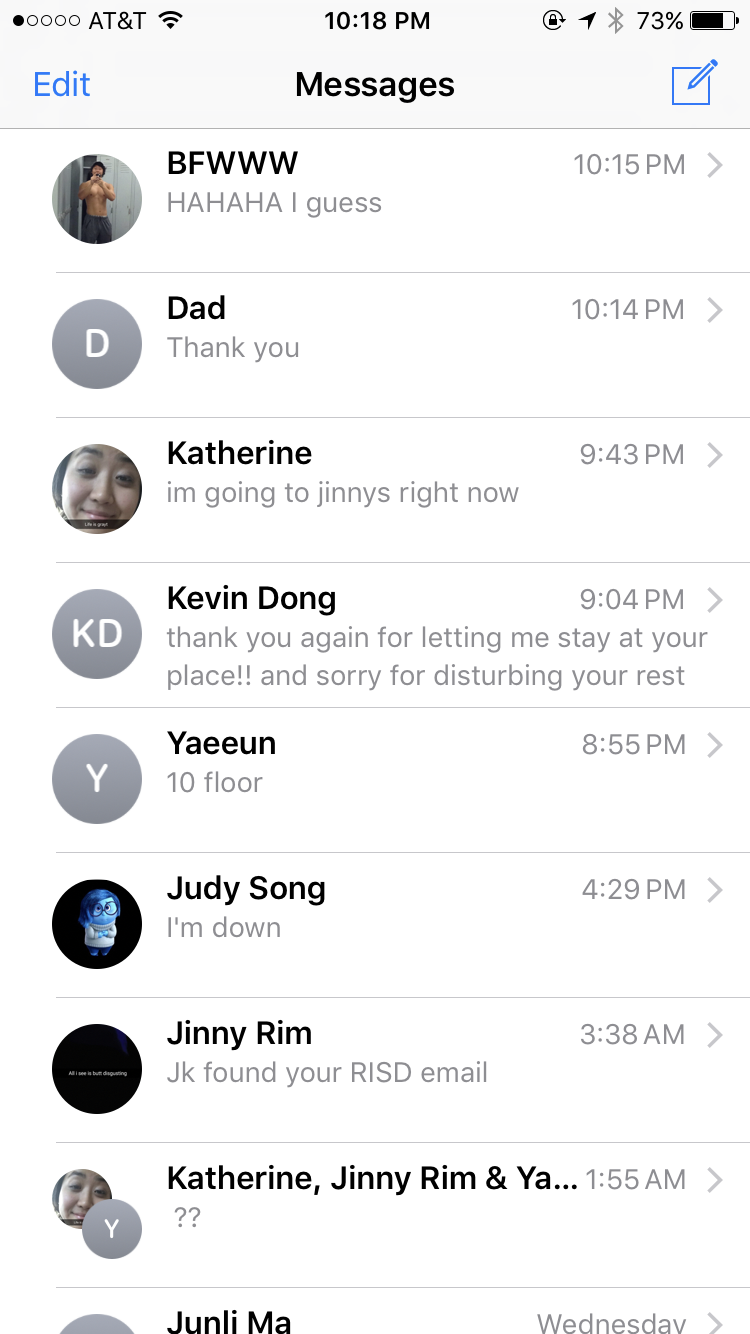 AT&T 10:18 PM 73%
Edit Messages
BFWWW 10:15 PM
HAHAHA I guess
D
Dad 10:14 PM
Thank you
Katherine 9:43 PM
im going to jinnys right now
KD
Kevin Dong 9:04 PM
thank you again for letting me stay at your
place!! and sorry for disturbing your rest
Y
Yaeeun 8:55 PM
10 floor
Judy Song 4:29 PM
I'm down
All i see is butt disgusting
Jinny Rim 3:38 AM
Jk found your RISD email
Katherine, Jinny Rim & Ya... 1:55 AM
Y
??
Junli Ma Wednesday